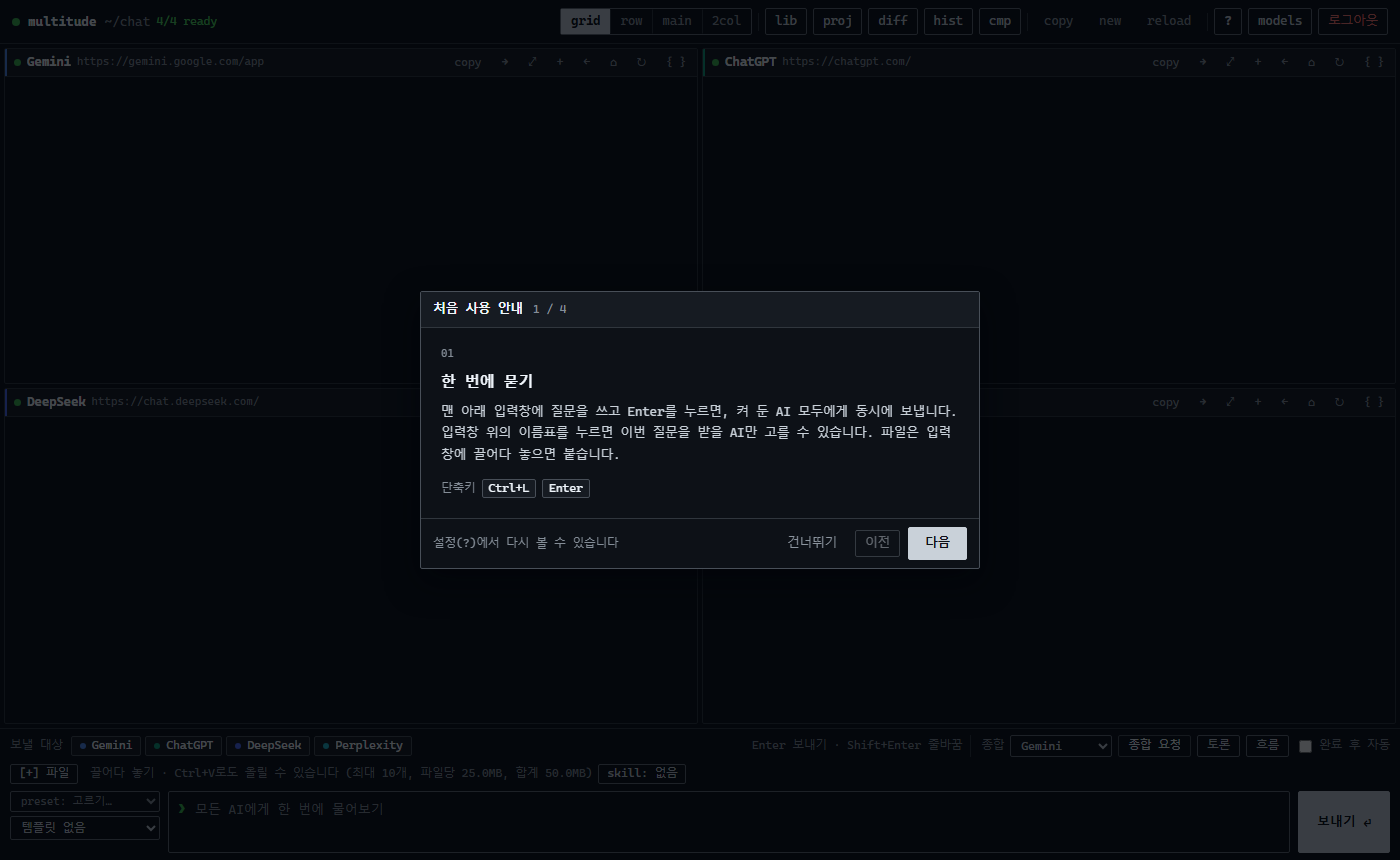 multitude ~/chat 4/4 ready
grid row main 2col lib proj diff hist cmp copy new reload ? models 로그아웃
Gemini https://gemini.google.com/app copy { }
ChatGPT https://chatgpt.com/ copy { }
처음 사용 안내 1 / 4
01
한 번에 묻기
맨 아래 입력창에 질문을 쓰고 Enter를 누르면, 켜 둔 AI 모두에게 동시에 보냅니다.
입력창 위의 이름표를 누르면 이번 질문을 받을 AI만 고를 수 있습니다. 파일은 입력
창에 끌어다 놓으면 붙습니다.
단축키 Ctrl+L Enter
설정(?)에서 다시 볼 수 있습니다 건너뛰기 이전 다음
DeepSeek https://chat.deepseek.com/
copy { }
보낼 대상 Gemini ChatGPT DeepSeek Perplexity Enter 보내기 · Shift+Enter 줄바꿈 종합 Gemini 종합 요청 토론 흐름 완료 후 자동
[+] 파일 끌어다 놓기 · Ctrl+V로도 올릴 수 있습니다 (최대 10개, 파일당 25.0MB, 합계 50.0MB) skill: 없음
preset: 고르기…
템플릿 없음
❯ 모든 AI에게 한 번에 물어보기
보내기 ⏎